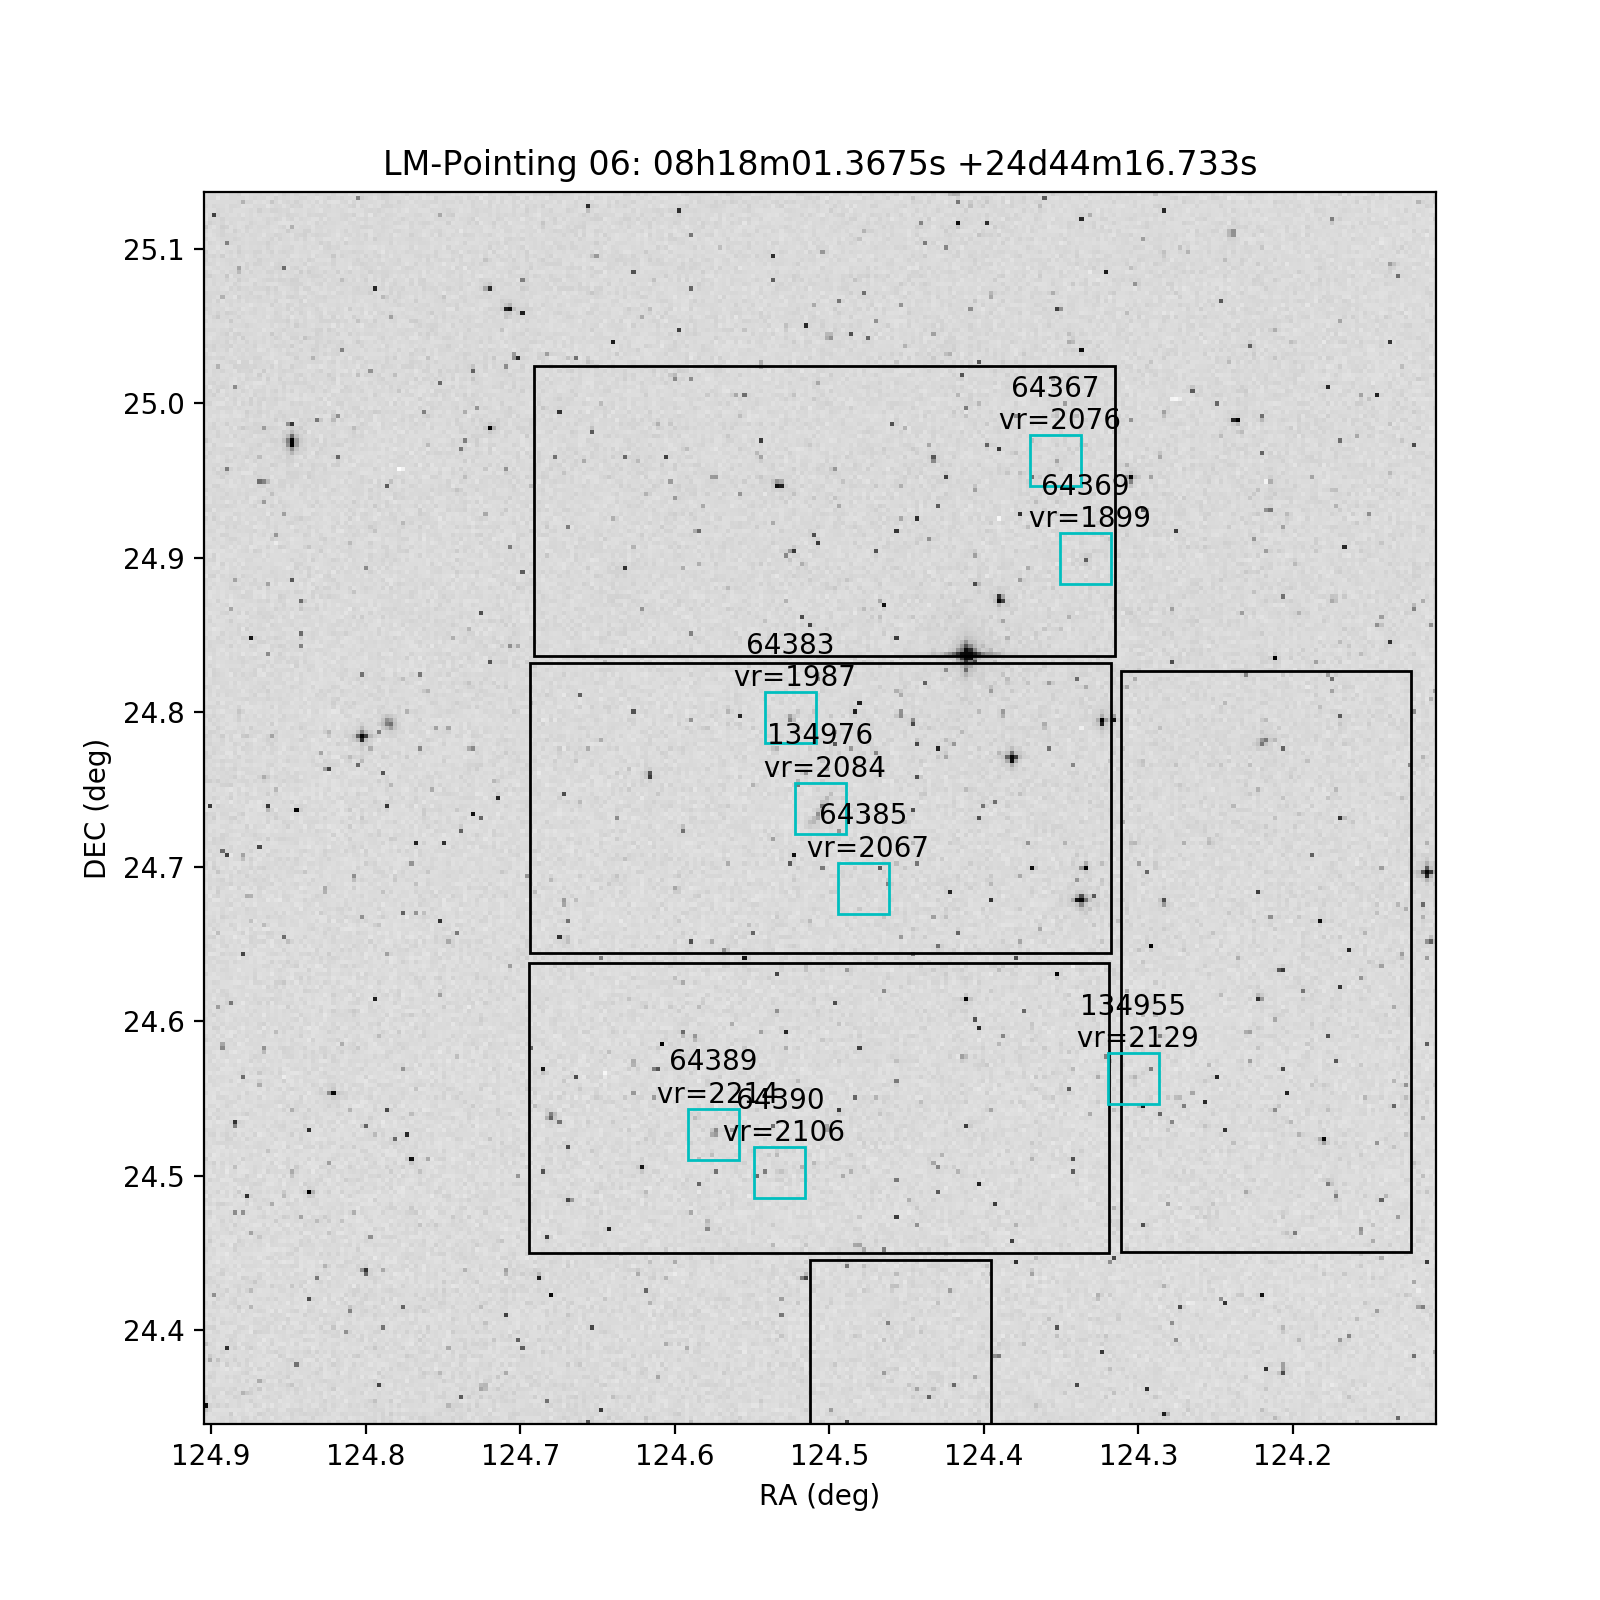 LM-Pointing 06: 08h18m01.3675s +24d44m16.733s
25.1
25.0
24.9
24.8
24.7
24.6
24.5
24.4
DEC (deg)
64367
vr=2076
64369
vr=1899
64383
vr=1987
134976
vr=2084
64385
vr=2067
134955
vr=2129
64389
vr=2214
64390
vr=2106
124.9 124.8 124.7 124.6 124.5 124.4 124.3 124.2
RA (deg)